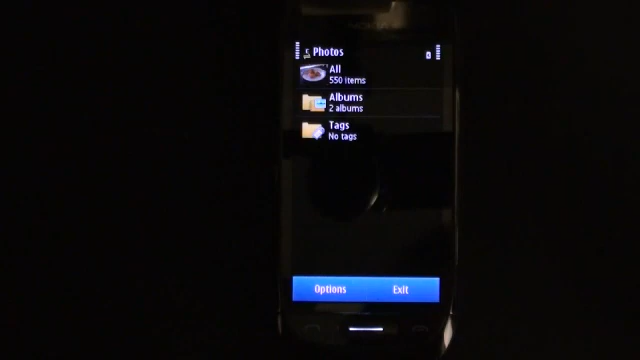 Photos
All
550 items
Albums
2 albums
Tags
No tags
Options
Exit